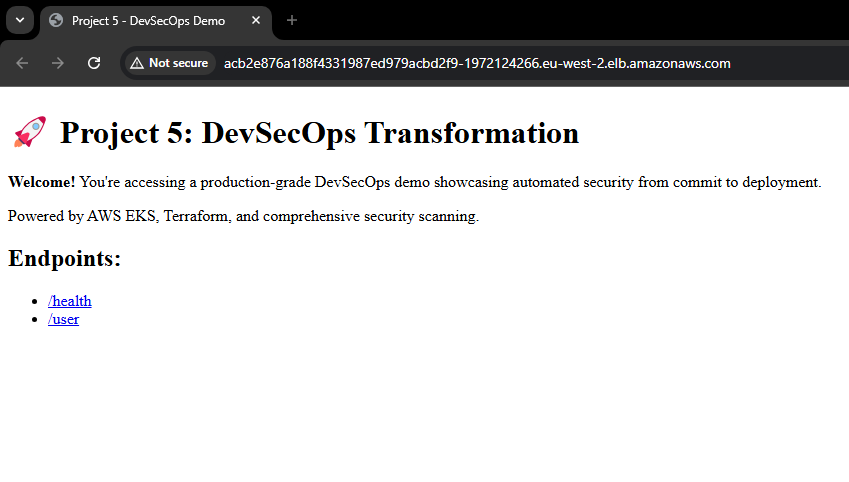 Project 5 - DevSecOps Demo
Not secure acb2e876a188f4331987ed979acbd2f9-1972124266.eu-west-2.elb.amazonaws.com
🚀 Project 5: DevSecOps Transformation
Welcome! You're accessing a production-grade DevSecOps demo showcasing automated security from commit to deployment.
Powered by AWS EKS, Terraform, and comprehensive security scanning.
Endpoints:
• /health
• /user